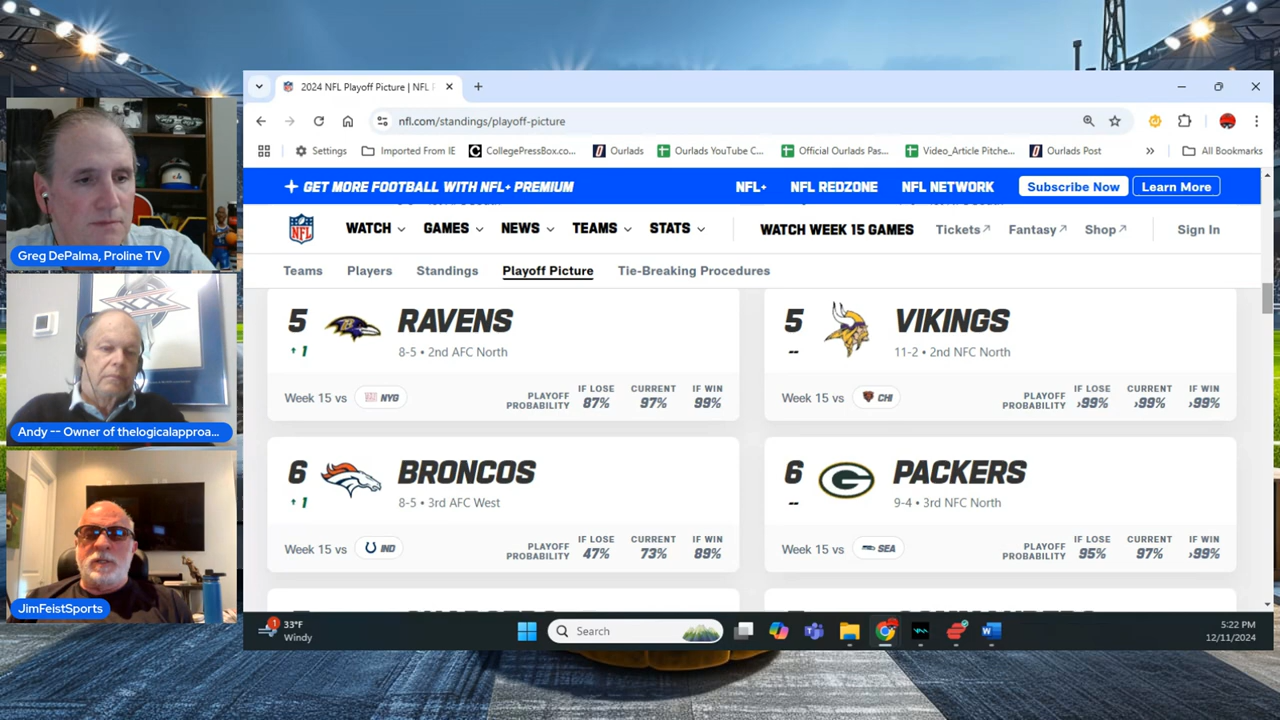 2024 NFL Playoff Picture | NFL
nfl.com/standings/playoff-picture
Settings
Imported From IE
CollegePressBox.co...
Ourlads
Ourlads YouTube C...
Official Ourlads Pas...
Video_Article Pitche...
Ourlads Post
All Bookmarks
GET MORE FOOTBALL WITH NFL+ PREMIUM
NFL+
NFL REDZONE
NFL NETWORK
Subscribe Now
Learn More
NFL
WATCH
GAMES
NEWS
TEAMS
STATS
WATCH WEEK 15 GAMES
Tickets
Fantasy
Shop
Sign In
Teams
Players
Standings
Playoff Picture
Tie-Breaking Procedures
5
RAVENS
↑ 1
8-5 • 2nd AFC North
Week 15 vs
NYG
PLAYOFF PROBABILITY
IF LOSE
87%
CURRENT
97%
IF WIN
99%
5
VIKINGS
--
11-2 • 2nd NFC North
Week 15 vs
CHI
PLAYOFF PROBABILITY
IF LOSE
>99%
CURRENT
>99%
IF WIN
>99%
6
BRONCOS
↑ 1
8-5 • 3rd AFC West
Week 15 vs
IND
PLAYOFF PROBABILITY
IF LOSE
47%
CURRENT
73%
IF WIN
89%
6
PACKERS
--
9-4 • 3rd NFC North
Week 15 vs
SEA
PLAYOFF PROBABILITY
IF LOSE
95%
CURRENT
97%
IF WIN
>99%
Greg DePalma, Proline TV
Andy -- Owner of thelogicalapproa...
JimFeistSports
1
33°F
Windy
Search
5:22 PM
12/11/2024